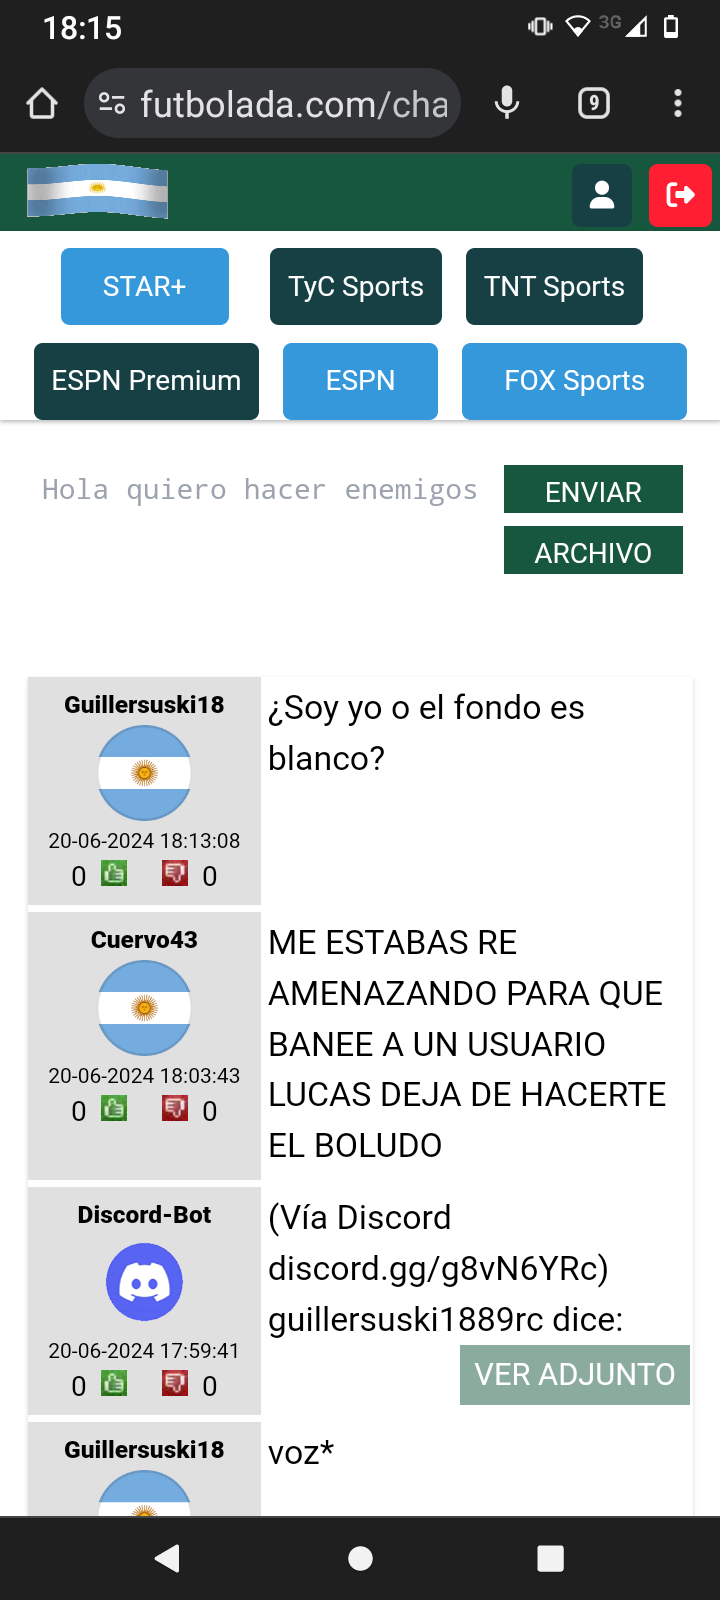 18:15
3G
futbolada.com/cha
9
STAR+
TyC Sports
TNT Sports
ESPN Premium
ESPN
FOX Sports
Hola quiero hacer enemigos
ENVIAR
ARCHIVO
Guillersuski18
20-06-2024 18:13:08
0 0
¿Soy yo o el fondo es
blanco?
Cuervo43
20-06-2024 18:03:43
0 0
ME ESTABAS RE
AMENAZANDO PARA QUE
BANEE A UN USUARIO
LUCAS DEJA DE HACERTE
EL BOLUDO
Discord-Bot
20-06-2024 17:59:41
0 0
(Vía Discord
discord.gg/g8vN6YRc)
guillersuski1889rc dice:
VER ADJUNTO
Guillersuski18
voz*